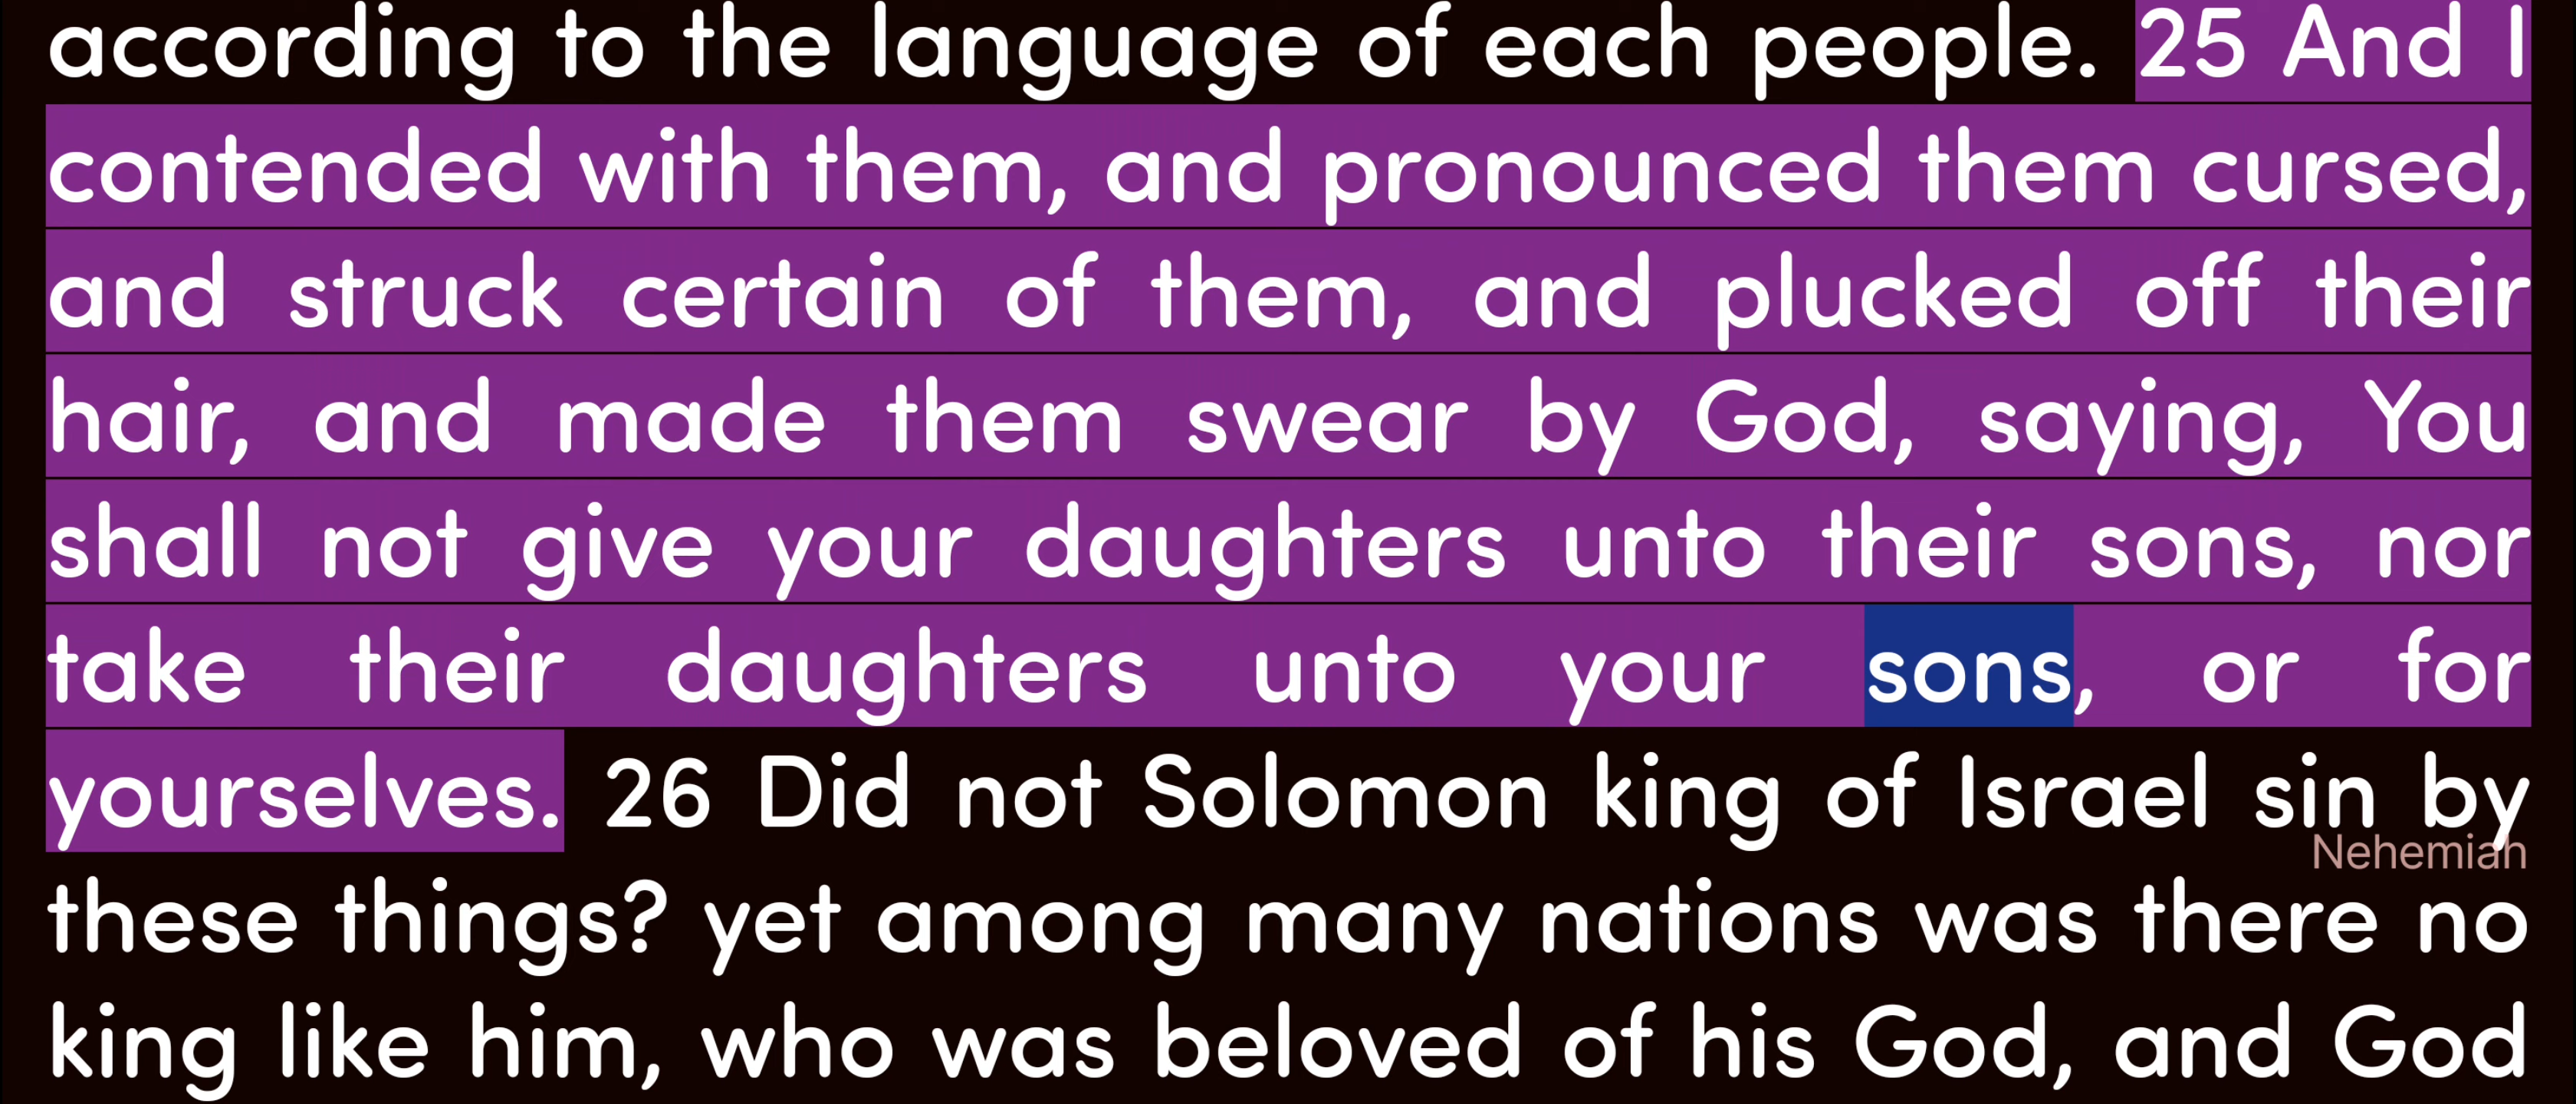 according to the language of each people. 25 And I
contended with them, and pronounced them cursed,
and struck certain of them, and plucked off their
hair, and made them swear by God, saying, You
shall not give your daughters unto their sons, nor
take their daughters unto your sons, or for
yourselves. 26 Did not Solomon king of Israel sin by
Nehemiah
these things? yet among many nations was there no
king like him, who was beloved of his God, and God